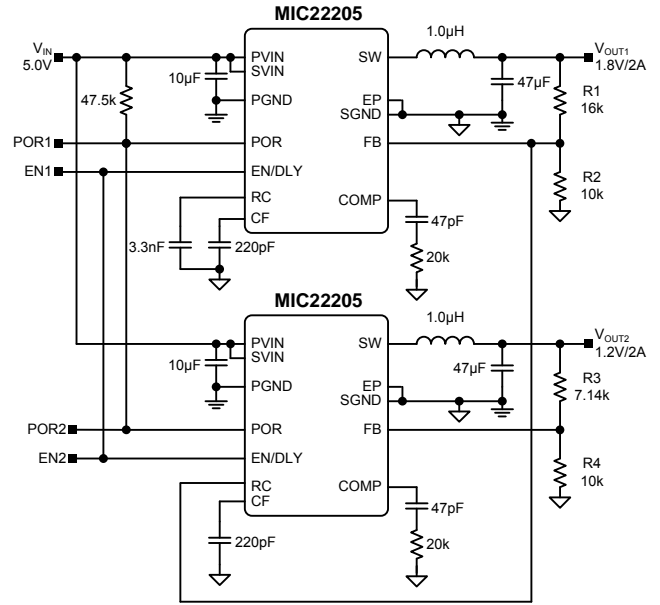 MIC22205
VIN
5.0V
47.5k
10µF
PVIN
SVIN
PGND
POR
EN/DLY
RC
CF
SW
EP
SGND
FB
COMP
1.0µH
47µF
VOUT1
1.8V/2A
R1
16k
R2
10k
POR1
EN1
3.3nF
220pF
47pF
20k
MIC22205
10µF
PVIN
SVIN
PGND
POR
EN/DLY
RC
CF
SW
EP
SGND
FB
COMP
1.0µH
47µF
VOUT2
1.2V/2A
R3
7.14k
R4
10k
POR2
EN2
220pF
47pF
20k